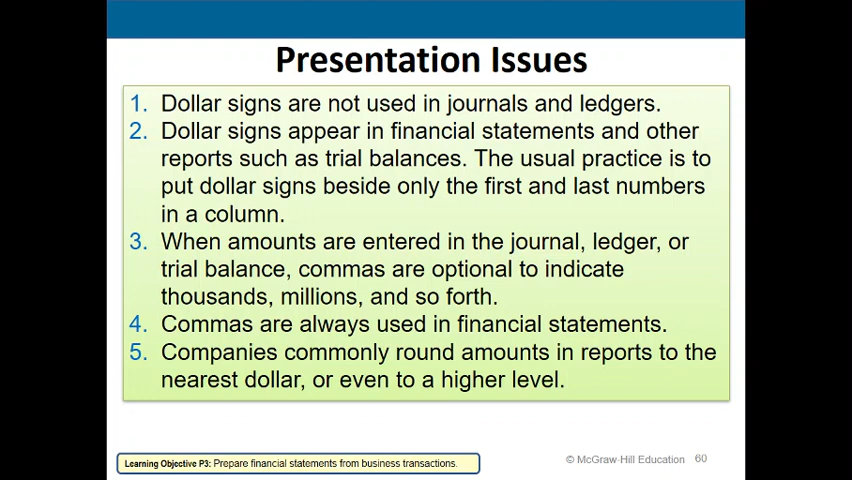 Presentation Issues
1. Dollar signs are not used in journals and ledgers.
2. Dollar signs appear in financial statements and other
reports such as trial balances. The usual practice is to
put dollar signs beside only the first and last numbers
in a column.
3. When amounts are entered in the journal, ledger, or
trial balance, commas are optional to indicate
thousands, millions, and so forth.
4. Commas are always used in financial statements.
5. Companies commonly round amounts in reports to the
nearest dollar, or even to a higher level.
Learning Objective P3: Prepare financial statements from business transactions.
© McGraw-Hill Education 60